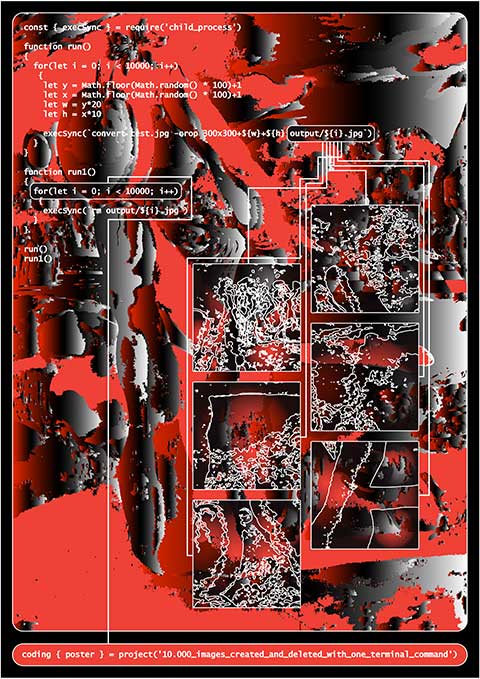 const { execSync } = require('child_process')
function run()
{
for(let i = 0; i < 10000; i++)
{
let y = Math.floor(Math.random() * 100)+1
let x = Math.floor(Math.random() * 100)+1
let w = y*20
let h = x*10
execSync(`convert test.jpg -crop 300x300+${w}+${h} output/${i}.jpg`)
}
}
function run1()
{
for(let i = 0; i < 10000; i++)
{
execSync(`rm output/${i}.jpg`)
}
}
run()
run1()
coding { poster } = project('10.000_images_created_and_deleted_with_one_terminal_command')